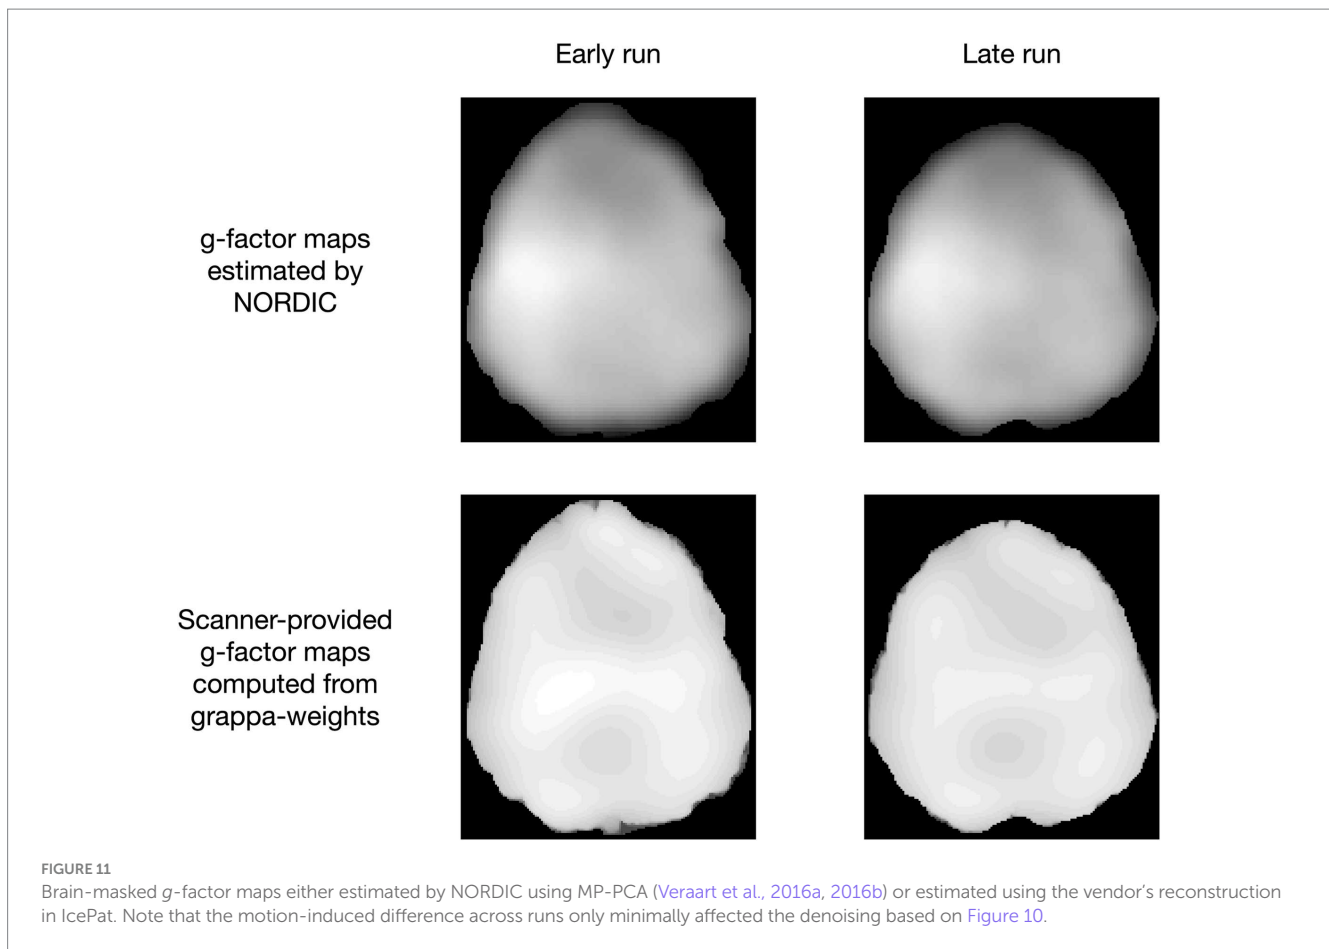 Early run
Late run
g-factor maps
estimated by
NORDIC
Scanner-provided
g-factor maps
computed from
grappa-weights
FIGURE 11
Brain-masked g-factor maps either estimated by NORDIC using MP-PCA (Veraart et al., 2016a, 2016b) or estimated using the vendor’s reconstruction
in IcePat. Note that the motion-induced difference across runs only minimally affected the denoising based on Figure 10.